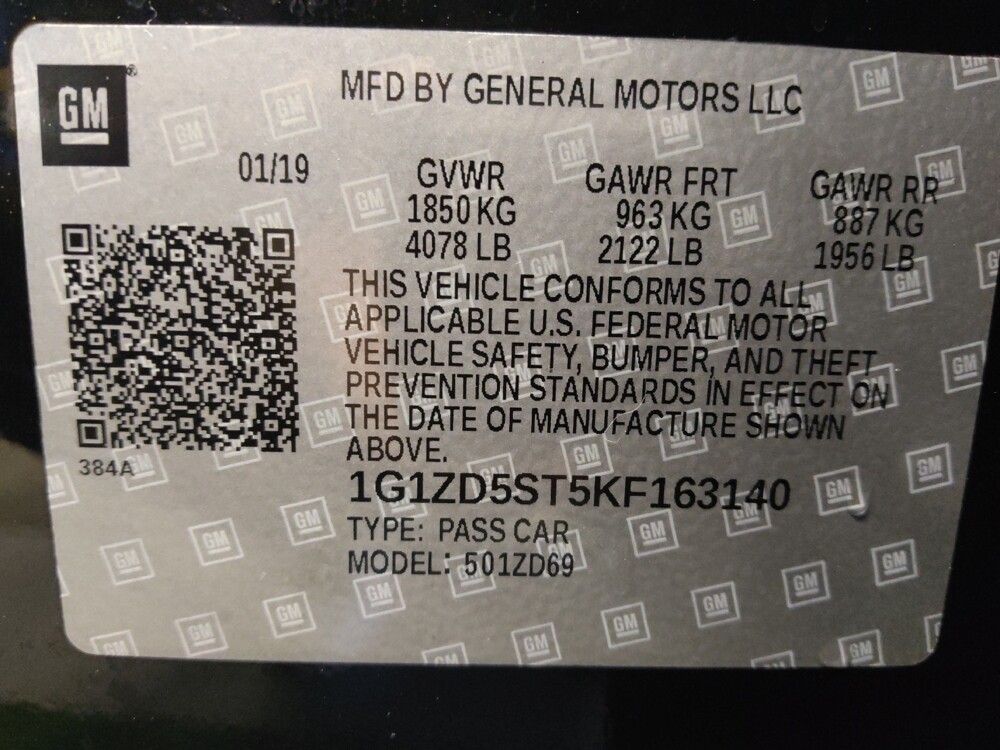 GM
MFD BY GENERAL MOTORS LLC
01/19
GVWR GAWR FRT GAWR RR
1850 KG 963 KG 887 KG
4078 LB 2122 LB 1956 LB
THIS VEHICLE CONFORMS TO ALL
APPLICABLE U.S. FEDERAL MOTOR
VEHICLE SAFETY, BUMPER, AND THEFT
PREVENTION STANDARDS IN EFFECT ON
THE DATE OF MANUFACTURE SHOWN
ABOVE.
384A
1G1ZD5ST5KF163140
TYPE: PASS CAR
MODEL: 501ZD69